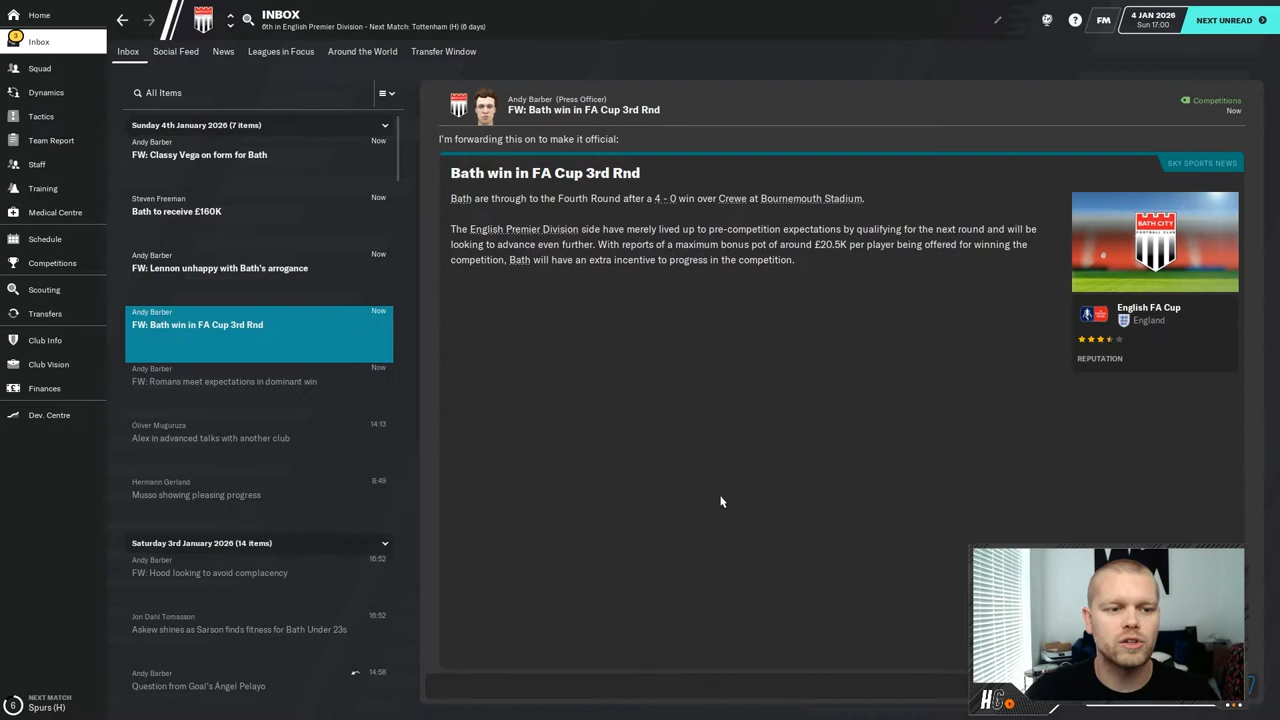 Home
INBOX
6th in English Premier Division - Next Match: Tottenham (H) (6 days)
FM
4 JAN 2026
Sun 17:00
NEXT UNREAD
3
Inbox
Inbox
Social Feed
News
Leagues in Focus
Around the World
Transfer Window
Squad
Dynamics
Tactics
Team Report
Staff
Training
Medical Centre
Schedule
Competitions
Scouting
Transfers
Club Info
Club Vision
Finances
Dev. Centre
6
NEXT MATCH
Spurs (H)
All Items
Sunday 4th January 2026 (7 items)
Andy Barber
Now
FW: Classy Vega on form for Bath
Steven Freeman
Now
Bath to receive £160K
Andy Barber
Now
FW: Lennon unhappy with Bath's arrogance
Andy Barber
Now
FW: Bath win in FA Cup 3rd Rnd
Andy Barber
Now
FW: Romans meet expectations in dominant win
Óliver Muguruza
14:13
Alex in advanced talks with another club
Hermann Gerland
8:49
Musso showing pleasing progress
Saturday 3rd January 2026 (14 items)
Andy Barber
16:52
FW: Hood looking to avoid complacency
Jon Dahl Tomasson
16:52
Askew shines as Sarson finds fitness for Bath Under 23s
Andy Barber
14:58
Question from Goal's Ángel Pelayo
Andy Barber (Press Officer)
FW: Bath win in FA Cup 3rd Rnd
Competitions
Now
I'm forwarding this on to make it official:
SKY SPORTS NEWS
Bath win in FA Cup 3rd Rnd
Bath are through to the Fourth Round after a 4 - 0 win over Crewe at Bournemouth Stadium.
The English Premier Division side have merely lived up to pre-competition expectations by qualifying for the next round and will be
looking to advance even further. With reports of a maximum bonus pot of around £20.5K per player being offered for winning the
competition, Bath will have an extra incentive to progress in the competition.
BATH CITY
FOOTBALL CLUB
English FA Cup
England
REPUTATION
HG